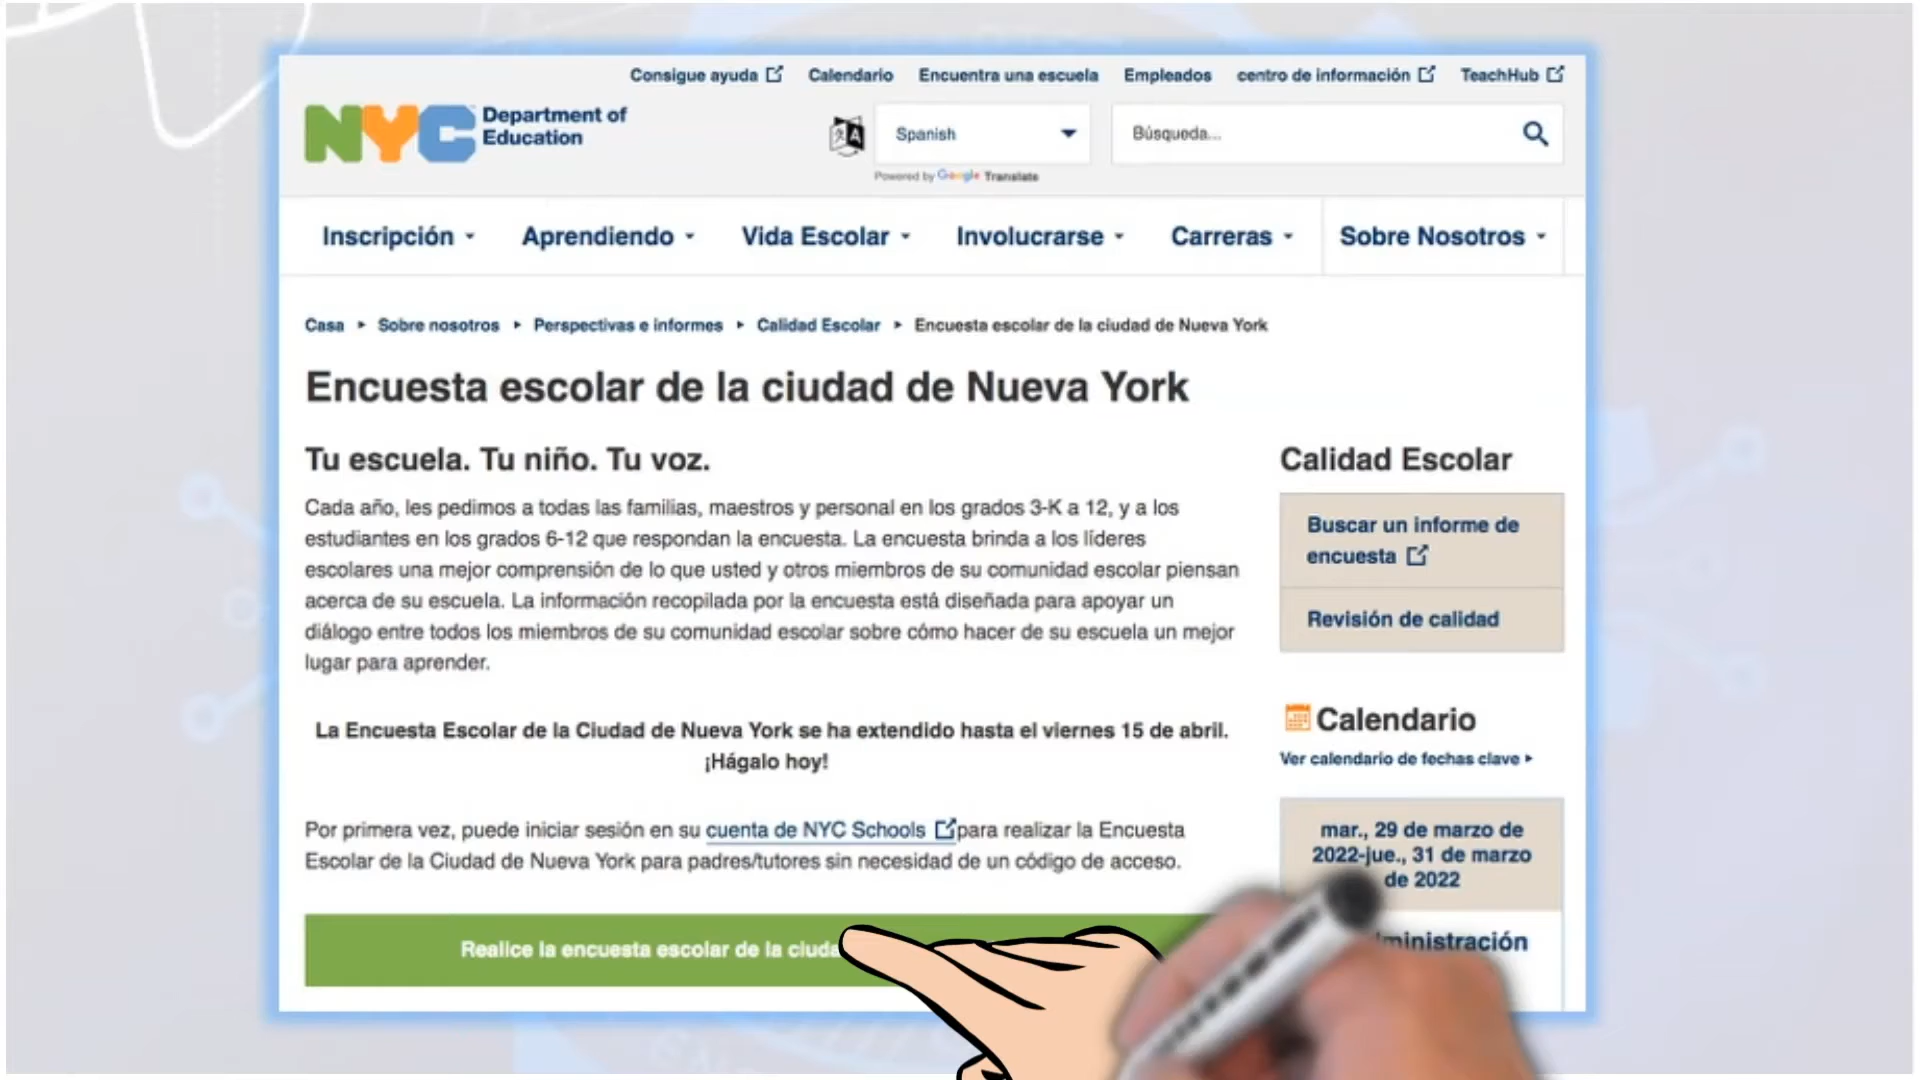 Consigue ayuda Calendario Encuentra una escuela Empleados centro de información TeachHub
NYC Department of
Education
Spanish
Búsqueda...
Powered by Google Translate
Inscripción Aprendiendo Vida Escolar Involucrarse Carreras Sobre Nosotros
Casa Sobre nosotros Perspectivas e informes Calidad Escolar Encuesta escolar de la ciudad de Nueva York
Encuesta escolar de la ciudad de Nueva York
Tu escuela. Tu niño. Tu voz.
Cada año, les pedimos a todas las familias, maestros y personal en los grados 3-K a 12, y a los
estudiantes en los grados 6-12 que respondan la encuesta. La encuesta brinda a los líderes
escolares una mejor comprensión de lo que usted y otros miembros de su comunidad escolar piensan
acerca de su escuela. La información recopilada por la encuesta está diseñada para apoyar un
diálogo entre todos los miembros de su comunidad escolar sobre cómo hacer de su escuela un mejor
lugar para aprender.
La Encuesta Escolar de la Ciudad de Nueva York se ha extendido hasta el viernes 15 de abril.
¡Hágalo hoy!
Por primera vez, puede iniciar sesión en su cuenta de NYC Schools para realizar la Encuesta
Escolar de la Ciudad de Nueva York para padres/tutores sin necesidad de un código de acceso.
Realice la encuesta escolar de la
Calidad Escolar
Buscar un informe de
encuesta
Revisión de calidad
Calendario
Ver calendario de fechas clave
mar., 29 de marzo de
2022-jue., 31 de marzo
de 2022